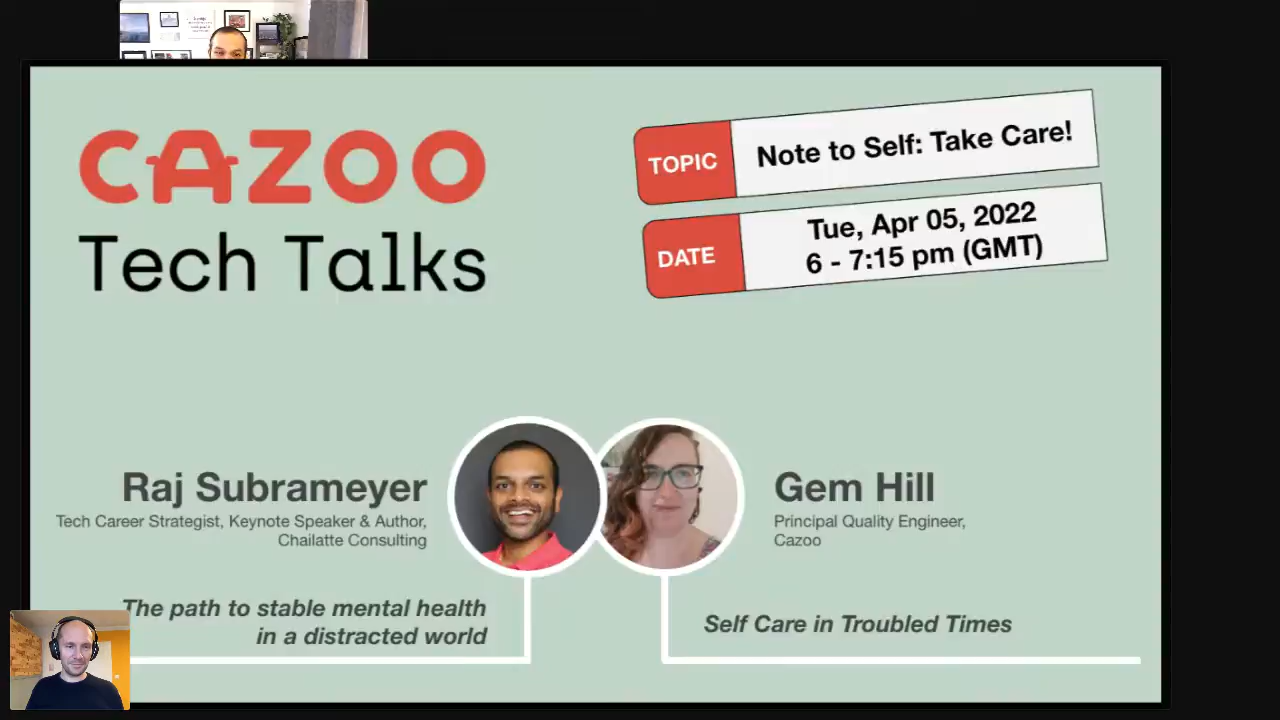 CAZOO
Tech Talks
TOPIC
Note to Self: Take Care!
DATE
Tue, Apr 05, 2022
6 - 7:15 pm (GMT)
Raj Subrameyer
Tech Career Strategist, Keynote Speaker & Author,
Chailatte Consulting
The path to stable mental health
in a distracted world
Gem Hill
Principal Quality Engineer,
Cazoo
Self Care in Troubled Times